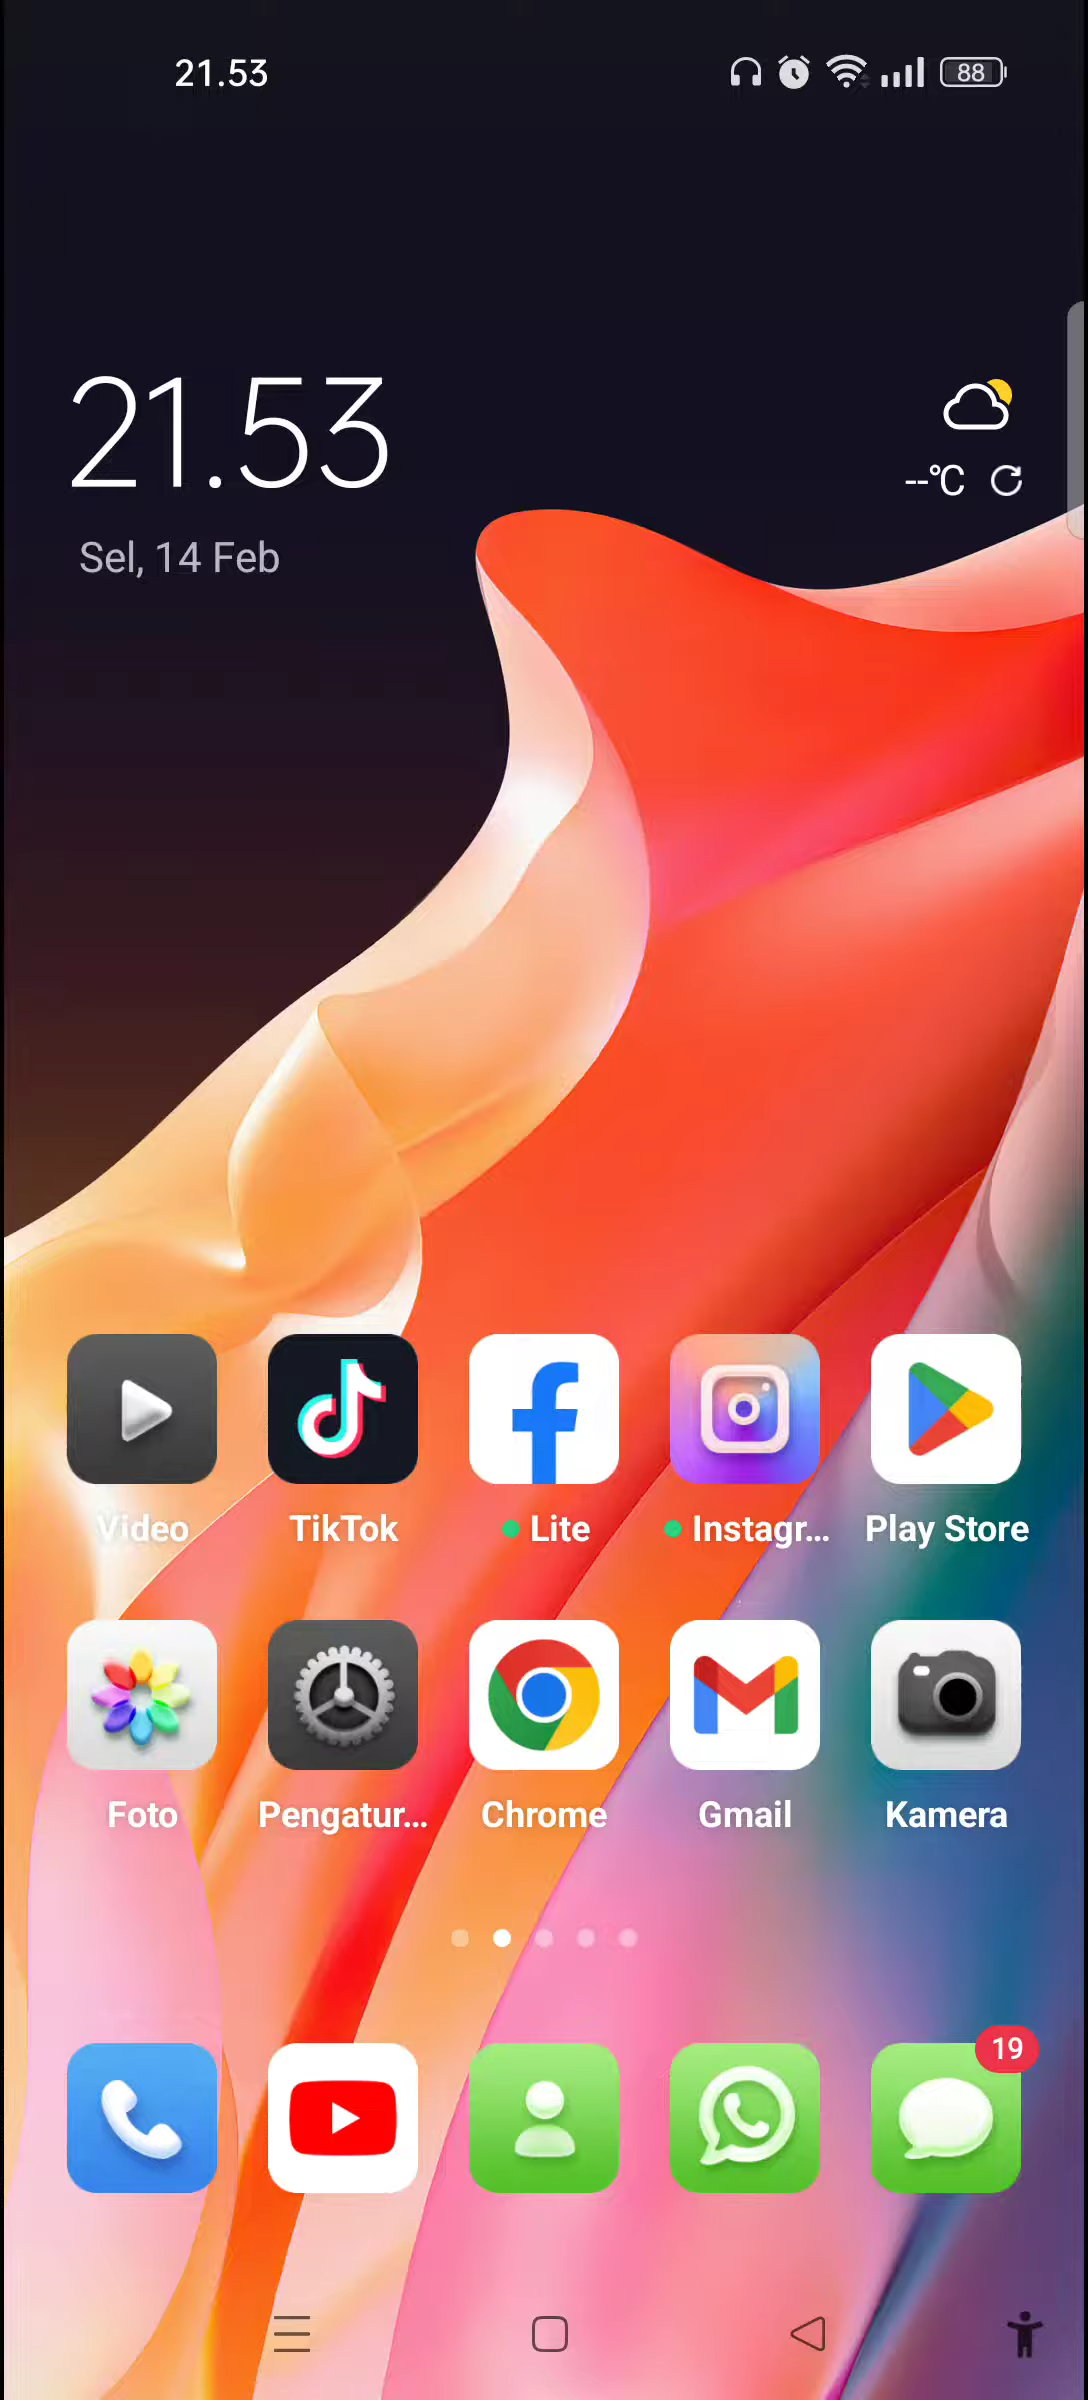 21.53
88
21.53
--°C
Sel, 14 Feb
Video
TikTok
Lite
Instagr...
Play Store
Foto
Pengatur...
Chrome
Gmail
Kamera
19